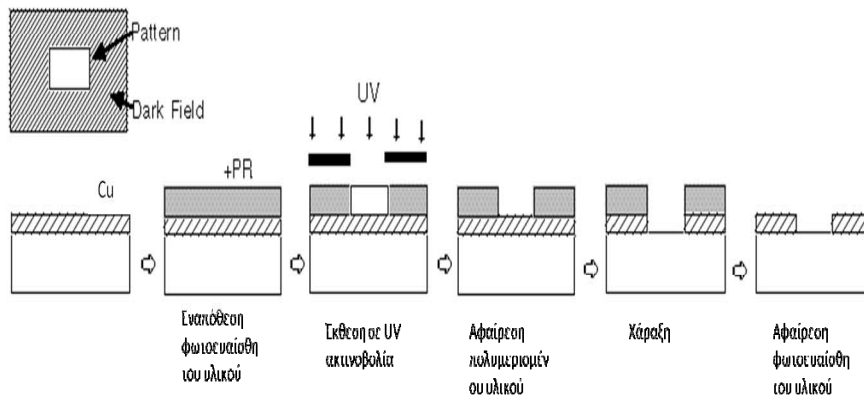 Pattern
Dark Field
UV
+PR
Cu
Εναπόθεση
φωτοευαίσθη
του υλικού
Έκθεση σε UV
ακτινοβολία
Αφαίρεση
πολυμερισμέν
ου υλικού
Χάραξη
Αφαίρεση
φωτοευαίσθη
του υλικού